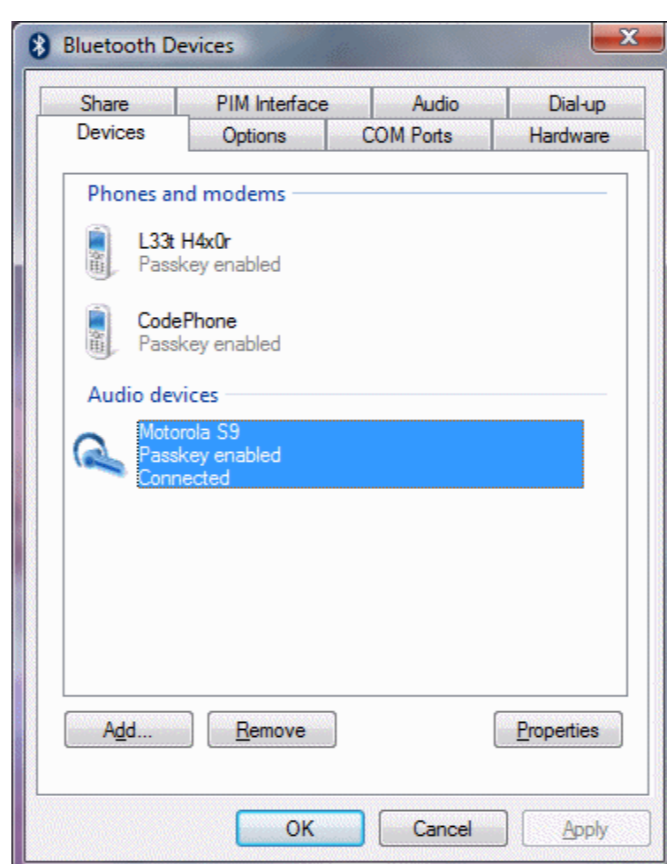 Bluetooth Devices
Share PIM Interface Audio Dial-up
Devices Options COM Ports Hardware
Phones and modems
L33t H4x0r
Passkey enabled
CodePhone
Passkey enabled
Audio devices
Motorola S9
Passkey enabled
Connected
Add... Remove Properties
OK Cancel Apply